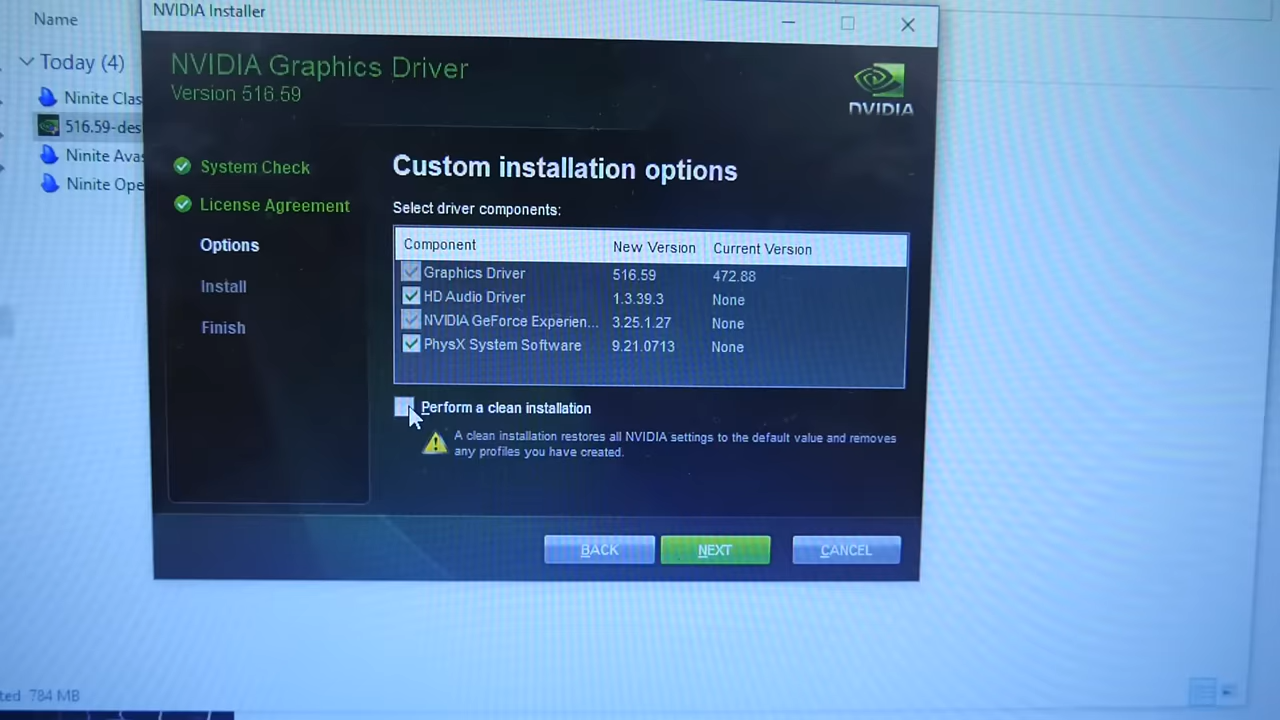 Name
NVIDIA Installer
Today (4)
Ninite Clas
516.59-des
Ninite Avas
Ninite Ope
NVIDIA Graphics Driver
Version 516.59
NVIDIA
System Check
License Agreement
Options
Install
Finish
Custom installation options
Select driver components:
Component New Version Current Version
Graphics Driver 516.59 472.88
HD Audio Driver 1.3.39.3 None
NVIDIA GeForce Experien... 3.25.1.27 None
PhysX System Software 9.21.0713 None
Perform a clean installation
A clean installation restores all NVIDIA settings to the default value and removes
any profiles you have created.
BACK NEXT CANCEL
ted 784 MB